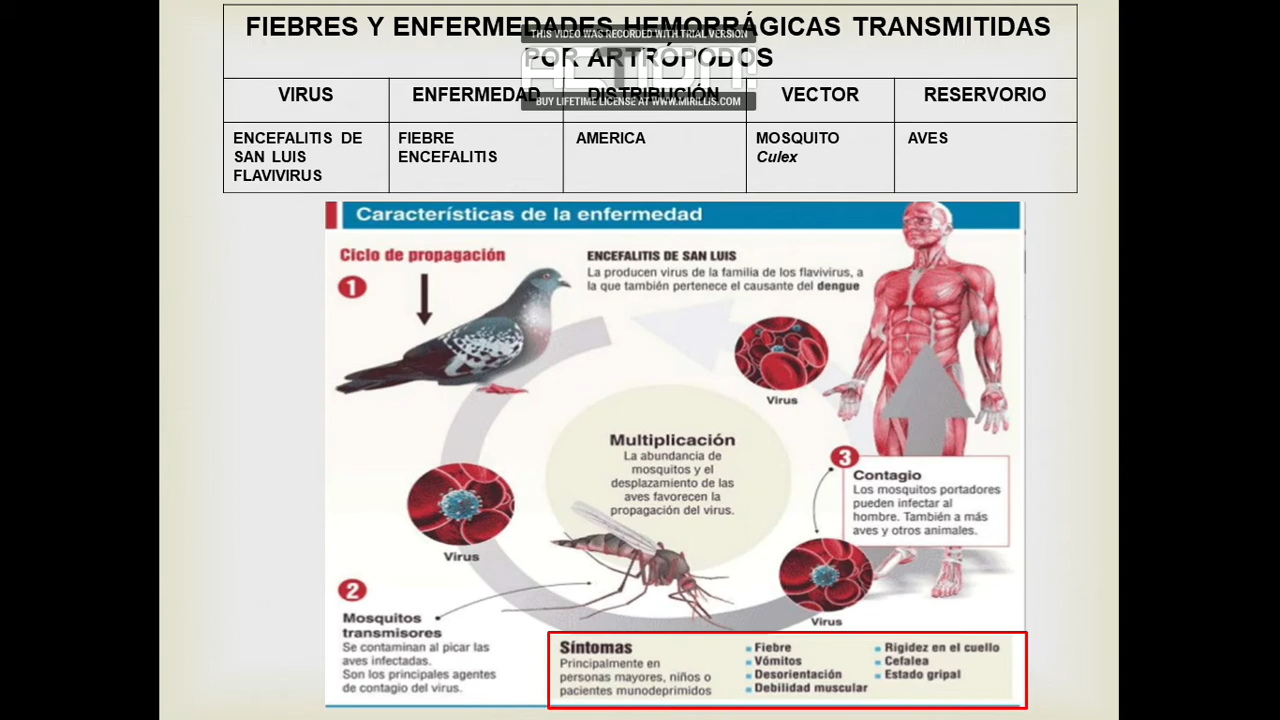 FIEBRES Y ENFERMEDADES HEMORRÁGICAS TRANSMITIDAS
POR ARTRÓPODOS
THIS VIDEO WAS RECORDED WITH TRIAL VERSION
ACTION!
BUY LIFETIME LICENSE AT WWW.MIRILLIS.COM
VIRUS ENFERMEDAD DISTRIBUCIÓN VECTOR RESERVORIO
ENCEFALITIS DE FIEBRE AMERICA MOSQUITO AVES
SAN LUIS ENCEFALITIS Culex
FLAVIVIRUS
Características de la enfermedad
Ciclo de propagación
1
ENCEFALITIS DE SAN LUIS
La producen virus de la familia de los flavivirus, a
la que también pertenece el causante del dengue
Virus
Multiplicación
La abundancia de
mosquitos y el
desplazamiento de las
aves favorecen la
propagación del virus.
3
Contagio
Los mosquitos portadores
pueden infectar al
hombre. También a más
aves y otros animales.
Virus
Virus
2
Mosquitos
transmisores
Se contaminan al picar las
aves infectadas.
Son los principales agentes
de contagio del virus.
Síntomas
Principalmente en
personas mayores, niños o
pacientes munodeprimidos
Fiebre
Vómitos
Desorientación
Debilidad muscular
Rigidez en el cuello
Cefalea
Estado gripal